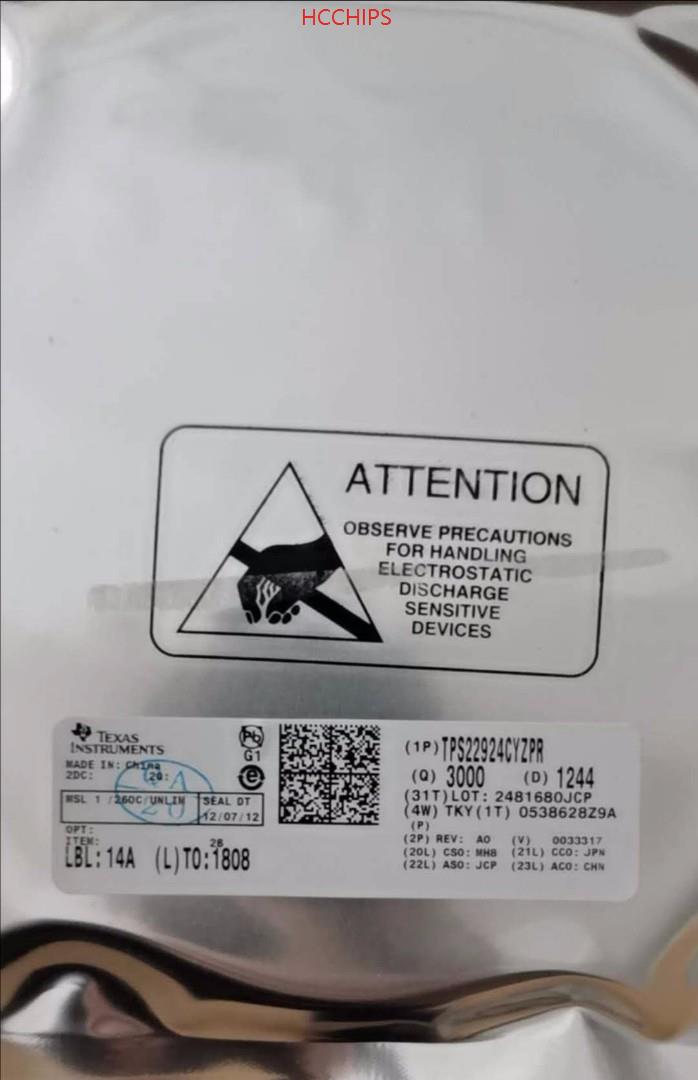 HCCHIPS
ATTENTION
OBSERVE PRECAUTIONS
FOR HANDLING
ELECTROSTATIC
DISCHARGE
SENSITIVE
DEVICES
TEXAS
INSTRUMENTS
MADE IN: China
2DC: 2Q:
MSL 1 /260C/UNLIM
SEAL DT
12/07/12
OPT:
ITEM:
LBL: 14A (L)TO:1808
2B
Pb
G1
e
(1P) TPS22924CYZPR
(Q) 3000 (D) 1244
(31T) LOT: 2481680JCP
(4W) TKY(1T) 0538628Z9A
(P)
(2P) REV: A0 (V) 0033317
(20L) CSO: MH8 (21L) CCO: JPN
(22L) ASO: JCP (23L) ACO: CHN